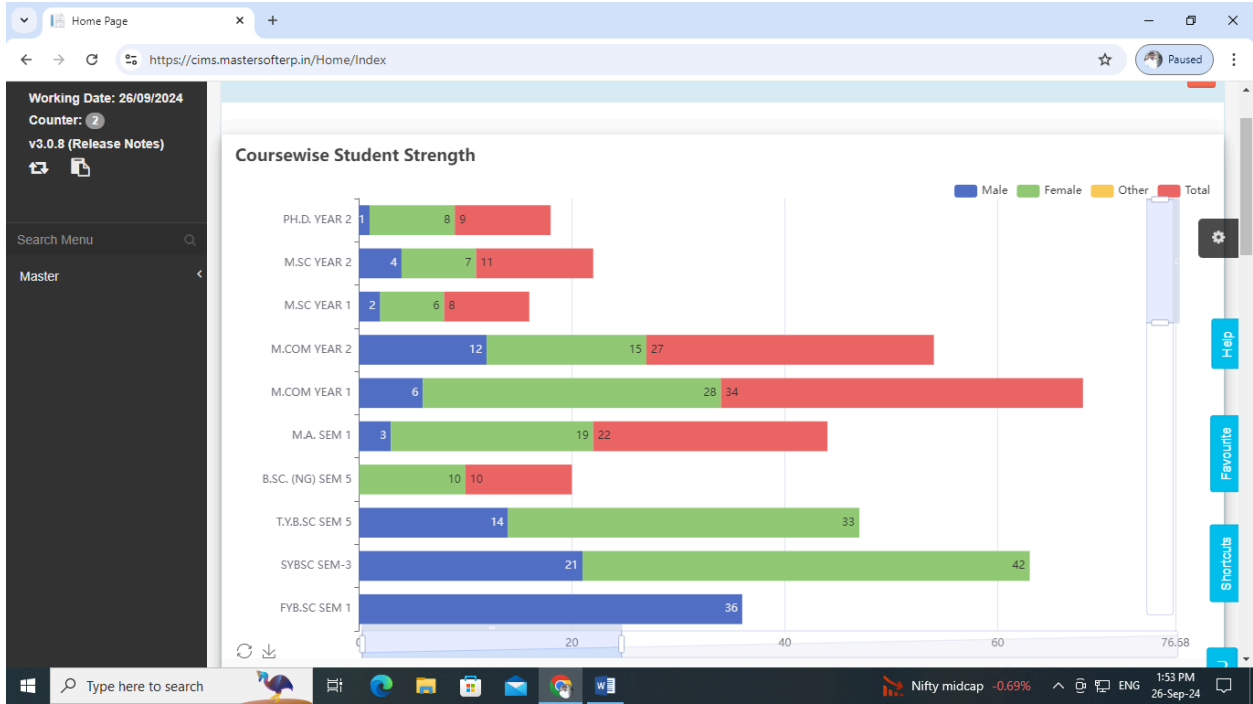 Home Page
https://cims.mastersofterp.in/Home/Index
Paused
Working Date: 26/09/2024
Counter: 2
v3.0.8 (Release Notes)
Search Menu
Master
Coursewise Student Strength
Male Female Other Total
PH.D. YEAR 2 1 8 9
M.SC YEAR 2 4 7 11
M.SC YEAR 1 2 6 8
M.COM YEAR 2 12 15 27
M.COM YEAR 1 6 28 34
M.A. SEM 1 3 19 22
B.SC. (NG) SEM 5 10 10
T.Y.B.SC SEM 5 14 33
SYBSC SEM-3 21 42
FYB.SC SEM 1 36
0 20 40 60 76.68
Help
Favourite
Shortcuts
Type here to search
Nifty midcap -0.69%
ENG
1:53 PM
26-Sep-24